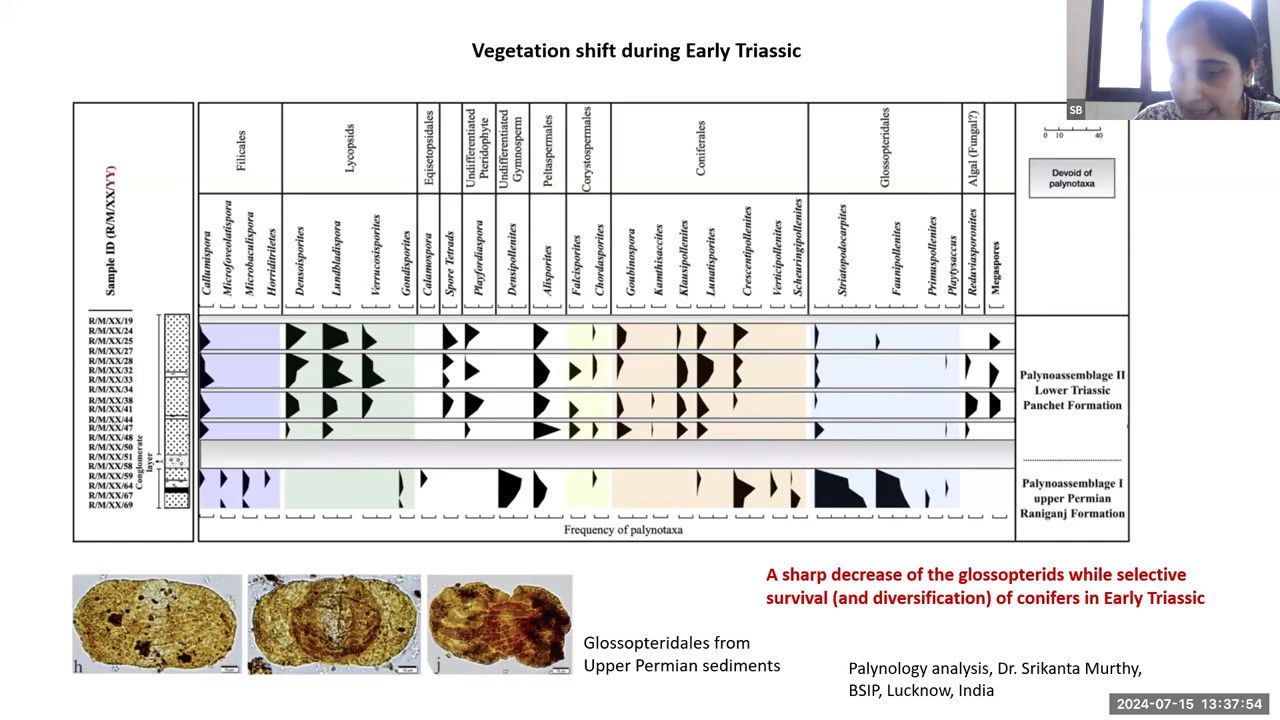 Vegetation shift during Early Triassic
SB
Sample ID (R/M/XX/YY)
Filicales
Lycopsids
Eqisetopsidales
Undifferentiated
Pteridophyte
Undifferentiated
Gymnosperm
Peltaspermales
Corystospermales
Coniferales
Glossopteridales
Algal (Fungal?)
0 10 40
Devoid of
palynotaxa
Callumispora
Microfoveolatispora
Microbaculispora
Horriditriletes
Densoisporites
Lundbladispora
Verrucosisporites
Gondisporites
Calamospora
Spore Tetrads
Playfordiaspora
Densipollenites
Alisporites
Falcisporites
Chordasporites
Goubinospora
Kamthisaccites
Klausipollenites
Lunatisporites
Crescentipollenites
Verticipollenites
Scheuringipollenites
Striatopodocarpites
Faunipollenites
Primuspollenites
Platysaccus
Reduviasporonites
Megaspores
R/M/XX/19
R/M/XX/24
R/M/XX/25
R/M/XX/27
R/M/XX/28
R/M/XX/32
R/M/XX/33
R/M/XX/34
R/M/XX/38
R/M/XX/41
R/M/XX/44
R/M/XX/47
R/M/XX/48
R/M/XX/50
R/M/XX/51
R/M/XX/58
R/M/XX/59
R/M/XX/64
R/M/XX/67
R/M/XX/69
Conglomerate
layer
Palynoassemblage II
Lower Triassic
Panchet Formation
Palynoassemblage I
upper Permian
Raniganj Formation
Frequency of palynotaxa
h
j
A sharp decrease of the glossopterids while selective
survival (and diversification) of conifers in Early Triassic
Glossopteridales from
Upper Permian sediments
Palynology analysis, Dr. Srikanta Murthy,
BSIP, Lucknow, India
2024-07-15 13:37:54